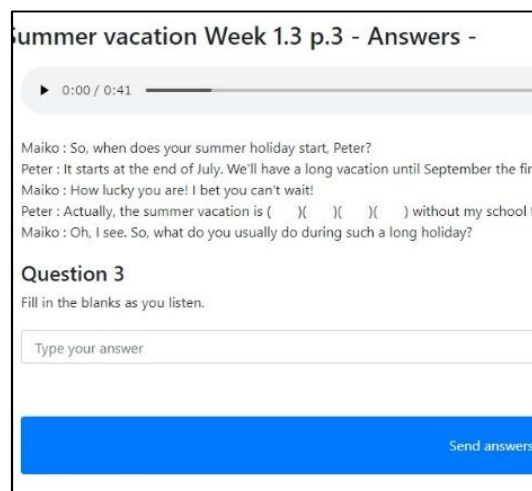 Summer vacation Week 1.3 p.3 - Answers -
0:00 / 0:41
Maiko : So, when does your summer holiday start, Peter?
Peter : It starts at the end of July. We'll have a long vacation until September the
Maiko : How lucky you are! I bet you can't wait!
Peter : Actually, the summer vacation is ( )( )( )( ) without my school
Maiko : Oh, I see. So, what do you usually do during such a long holiday?
Question 3
Fill in the blanks as you listen.
Type your answer
Send answers